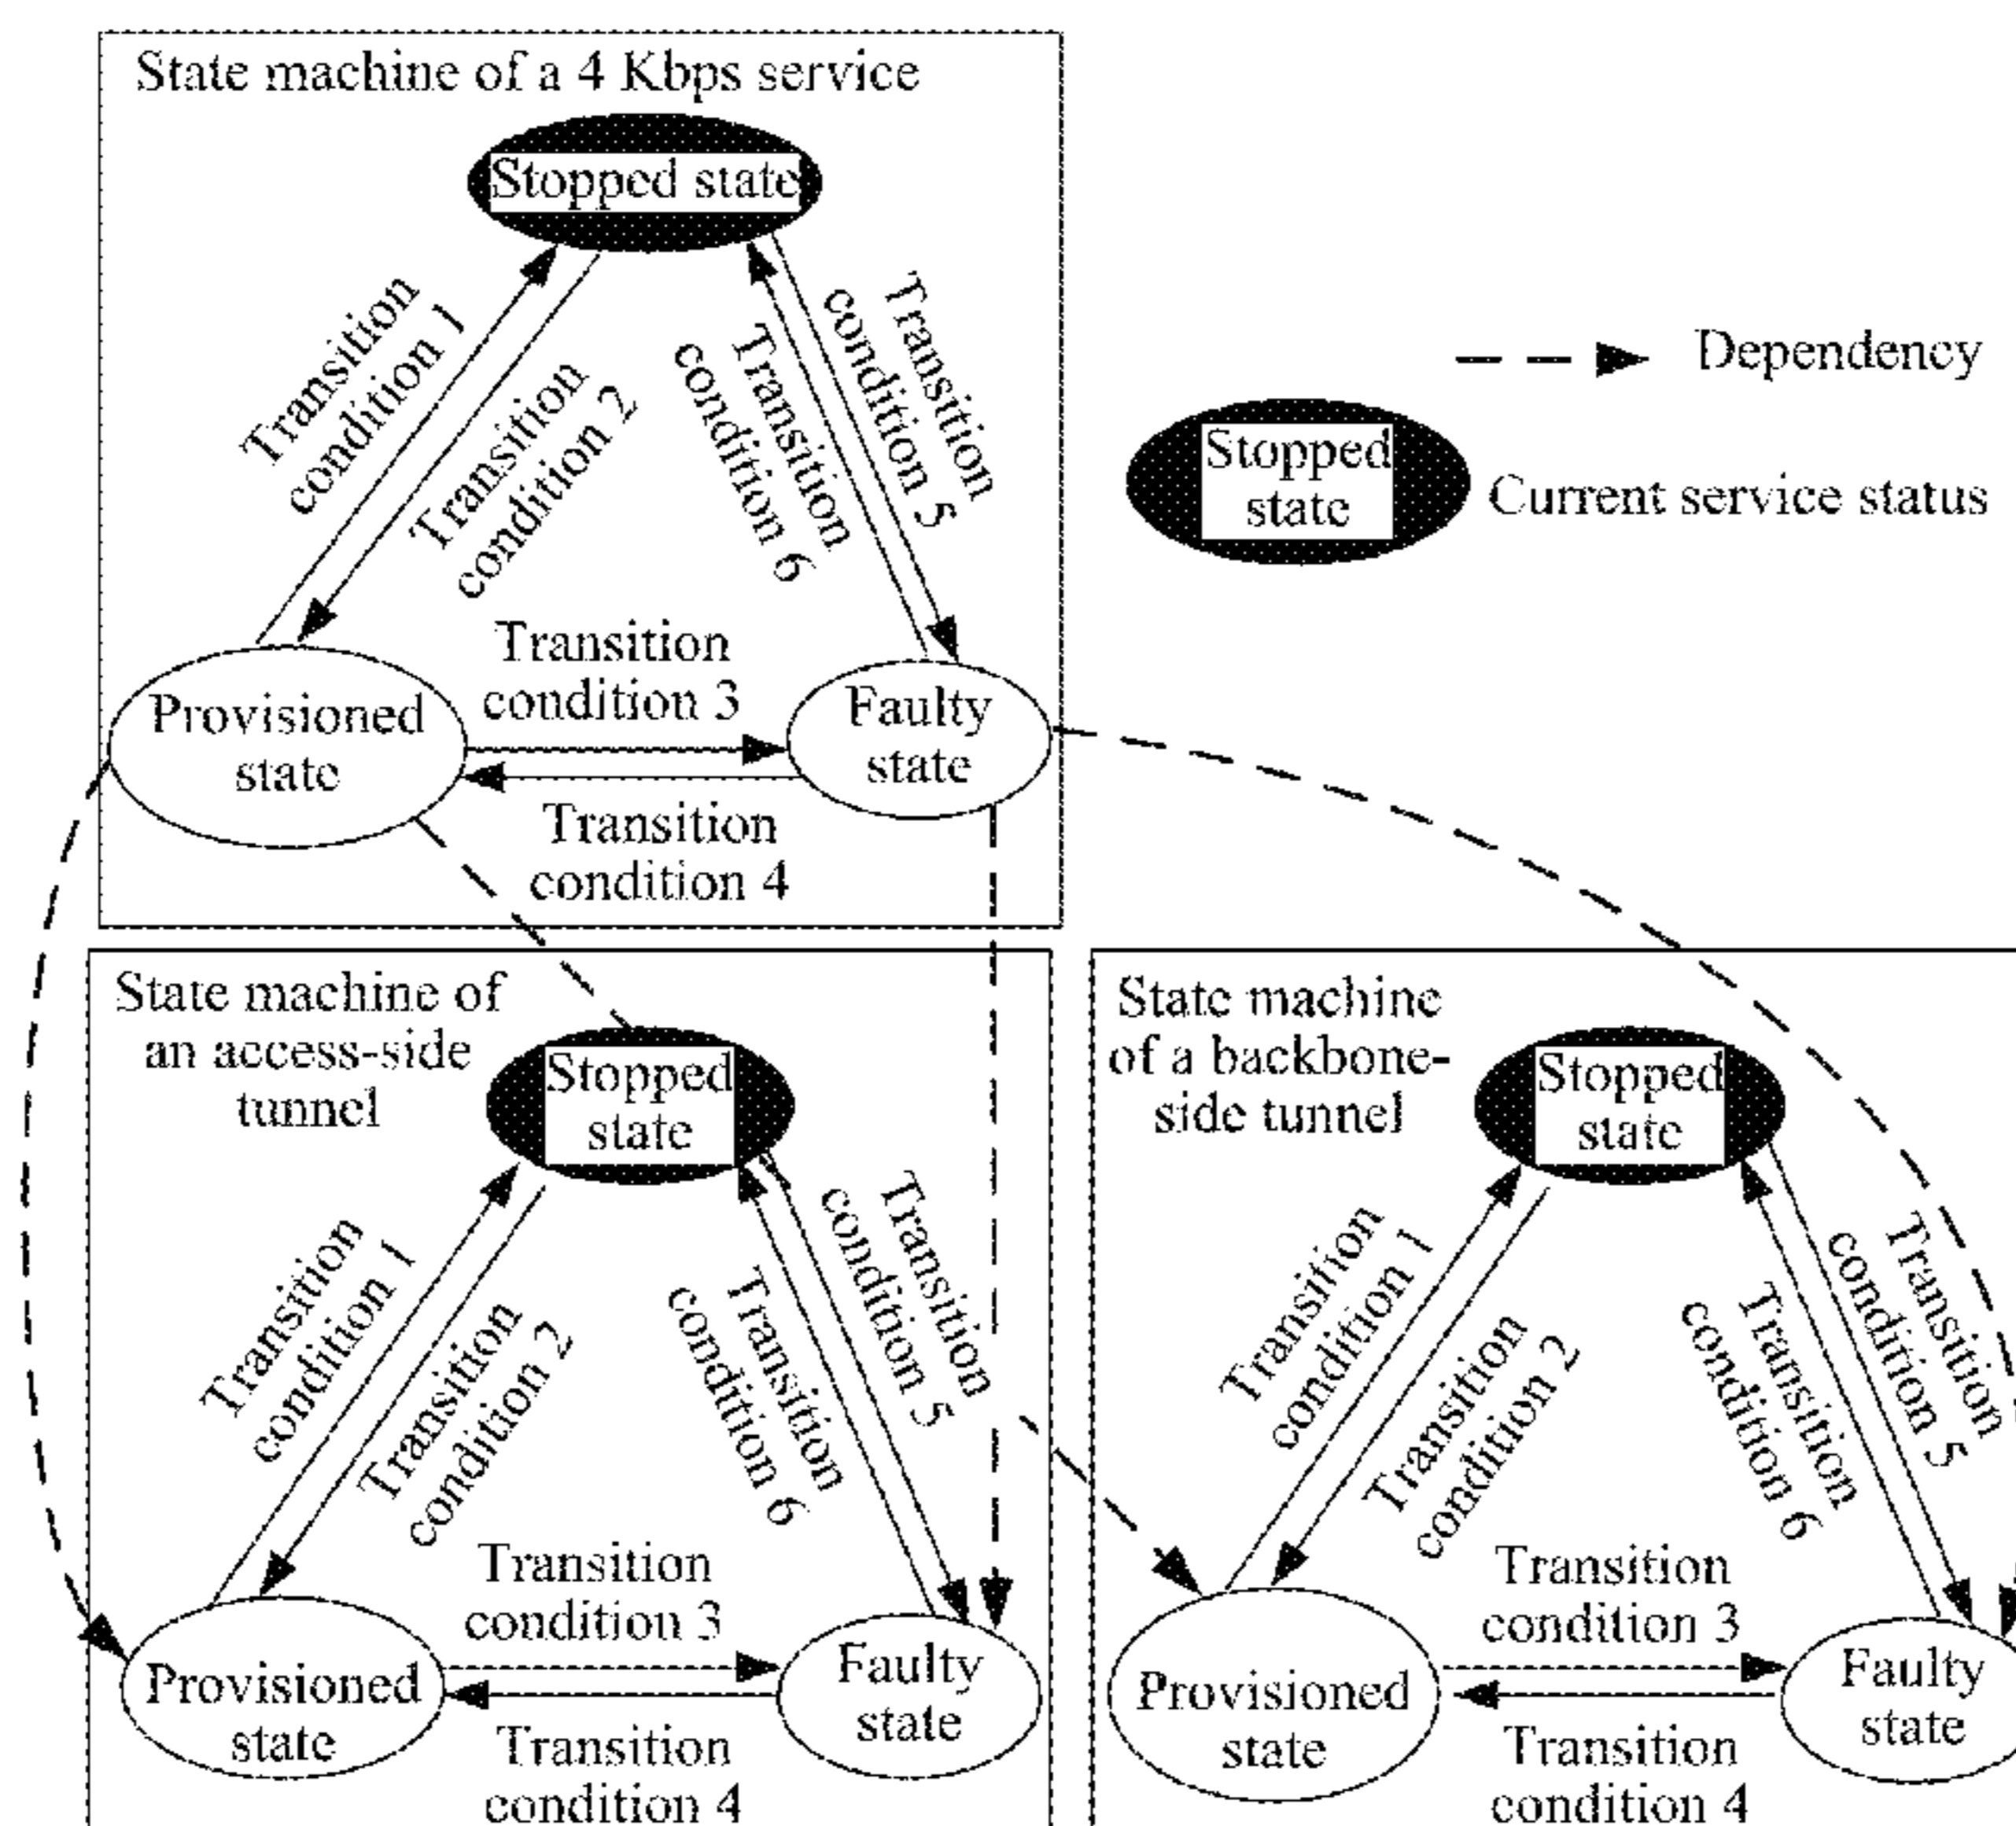 State machine of a 4 Kbps service
Stopped state
Transition
condition 1
Transition
condition 2
Transition
condition 6
Transition
condition 5
Provisioned
state
Transition
condition 3
Faulty
state
Transition
condition 4
Dependency
Stopped
state
Current service status
State machine of
an access-side
tunnel
Stopped
state
Transition
condition 1
Transition
condition 2
Transition
condition 6
Transition
condition 5
Provisioned
state
Transition
condition 3
Faulty
state
Transition
condition 4
State machine
of a backbone-
side tunnel
Stopped
state
Transition
condition 1
Transition
condition 2
Transition
condition 6
Transition
condition 5
Provisioned
state
Transition
condition 3
Faulty
state
Transition
condition 4